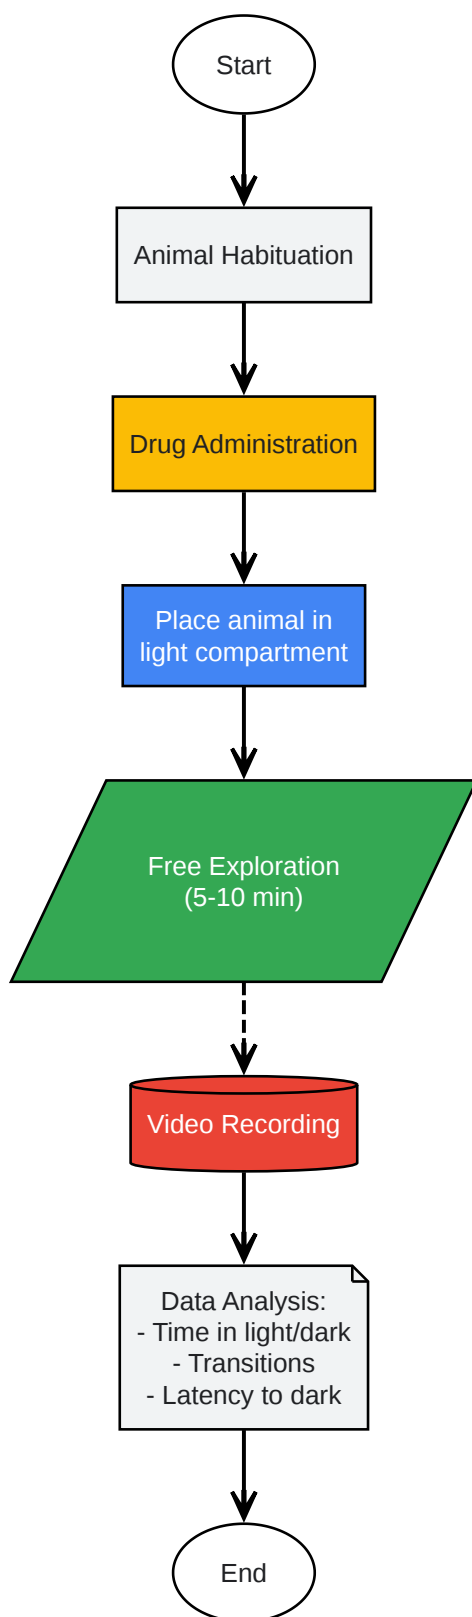 Start
Animal Habituation
Drug Administration
Place animal in
light compartment
Free Exploration
(5-10 min)
Video Recording
Data Analysis:
- Time in light/dark
- Transitions
- Latency to dark
End